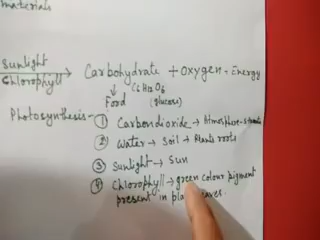 materials
Sunlight
Chlorophyll → Carbohydrate + Oxygen + Energy
↓ C6H12O6
Food (glucose)
Photosynthesis - ① Carbondioxide → Atmosphere -
② Water → Soil → Plants roots
③ Sunlight → Sun
④ Chlorophyll → green colour pigment
present in leaves.